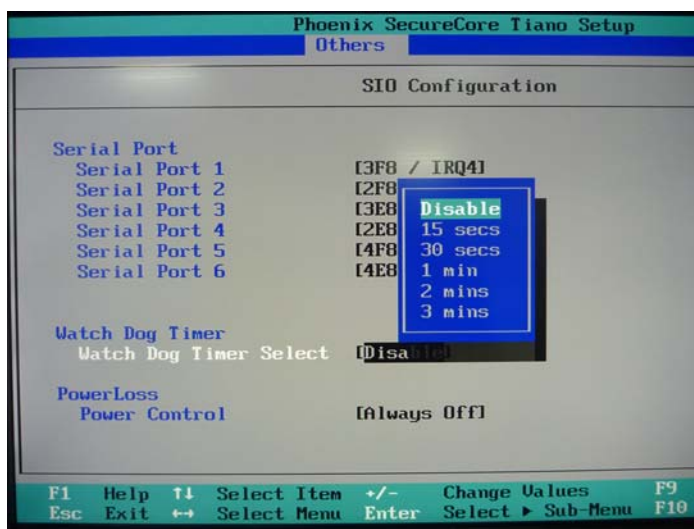 Phoenix SecureCore Tiano Setup
Others
SIO Configuration
Serial Port
Serial Port 1 [3F8 / IRQ4]
Serial Port 2 [2F8
Serial Port 3 [3E8
Serial Port 4 [2E8
Serial Port 5 [4F8
Serial Port 6 [4E8
Disable
15 secs
30 secs
1 min
2 mins
3 mins
Watch Dog Timer
Watch Dog Timer Select [Disable]
PowerLoss
Power Control [Always Off]
F1 Help ↑↓ Select Item +/- Change Values F9
Esc Exit ↔ Select Menu Enter Select ▶ Sub-Menu F10